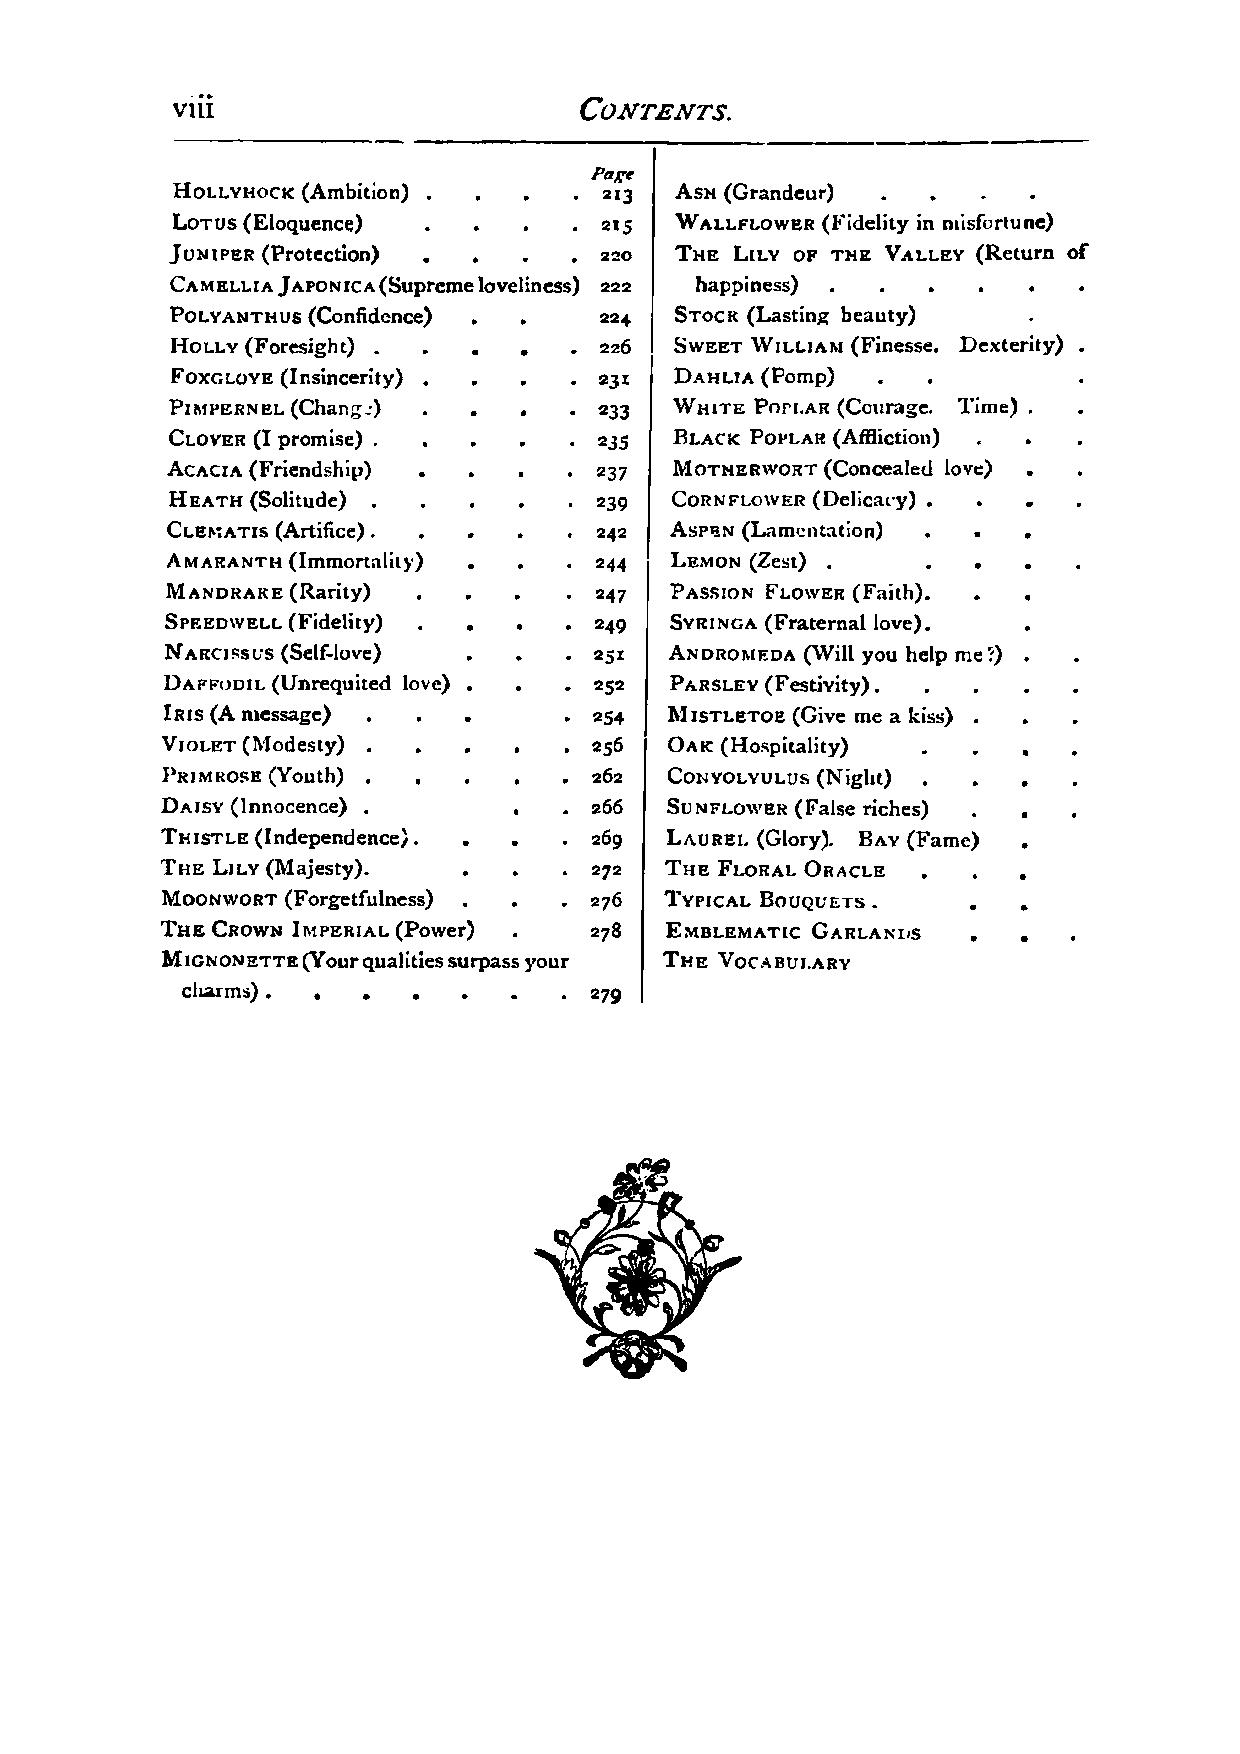 viii
CONTENTS.
Page
HOLLYHOCK (Ambition) . . . . 213
LOTUS (Eloquence) . . . . 215
JUNIPER (Protection) . . . . 220
CAMELLIA JAPONICA (Supreme loveliness) 222
POLYANTHUS (Confidence) . . 224
HOLLY (Foresight) . . . . . 226
FOXGLOVE (Insincerity) . . . . 231
PIMPERNEL (Change) . . . . 233
CLOVER (I promise) . . . . . 235
ACACIA (Friendship) . . . . 237
HEATH (Solitude) . . . . . 239
CLEMATIS (Artifice) . . . . . 242
AMARANTH (Immortality) . . . 244
MANDRAKE (Rarity) . . . . 247
SPEEDWELL (Fidelity) . . . . 249
NARCISSUS (Self-love) . . . 251
DAFFODIL (Unrequited love) . . . 252
IRIS (A message) . . . . 254
VIOLET (Modesty) . . . . . 256
PRIMROSE (Youth) . . . . . 262
DAISY (Innocence) . . . 266
THISTLE (Independence) . . . . 269
THE LILY (Majesty). . . . 272
MOONWORT (Forgetfulness) . . . 276
THE CROWN IMPERIAL (Power) . 278
MIGNONETTE (Your qualities surpass your
charms) . . . . . . . 279
ASH (Grandeur) . . . .
WALLFLOWER (Fidelity in misfortune)
THE LILY OF THE VALLEY (Return of
happiness) . . . . . .
STOCK (Lasting beauty) .
SWEET WILLIAM (Finesse. Dexterity) .
DAHLIA (Pomp) . . .
WHITE POPLAR (Courage. Time) . .
BLACK POPLAR (Affliction) . . .
MOTHERWORT (Concealed love) . .
CORNFLOWER (Delicacy) . . . .
ASPEN (Lamentation) . . .
LEMON (Zest) . . . . .
PASSION FLOWER (Faith). . .
SYRINGA (Fraternal love). .
ANDROMEDA (Will you help me?) . .
PARSLEY (Festivity) . . . . .
MISTLETOE (Give me a kiss) . . .
OAK (Hospitality) . . . .
CONVOLVULUS (Night) . . . .
SUNFLOWER (False riches) . . .
LAUREL (Glory). BAY (Fame) .
THE FLORAL ORACLE . . .
TYPICAL BOUQUETS . . .
EMBLEMATIC GARLANDS . . .
THE VOCABULARY